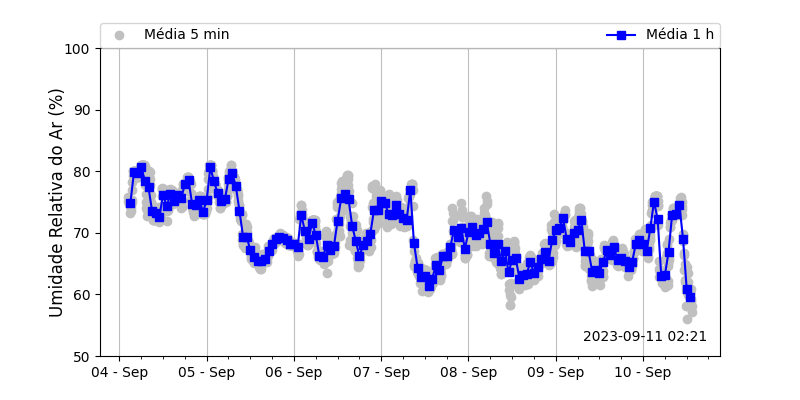 Média 5 min
Média 1 h
Umidade Relativa do Ar (%)
100
90
80
70
60
50
2023-09-11 02:21
04 - Sep
05 - Sep
06 - Sep
07 - Sep
08 - Sep
09 - Sep
10 - Sep